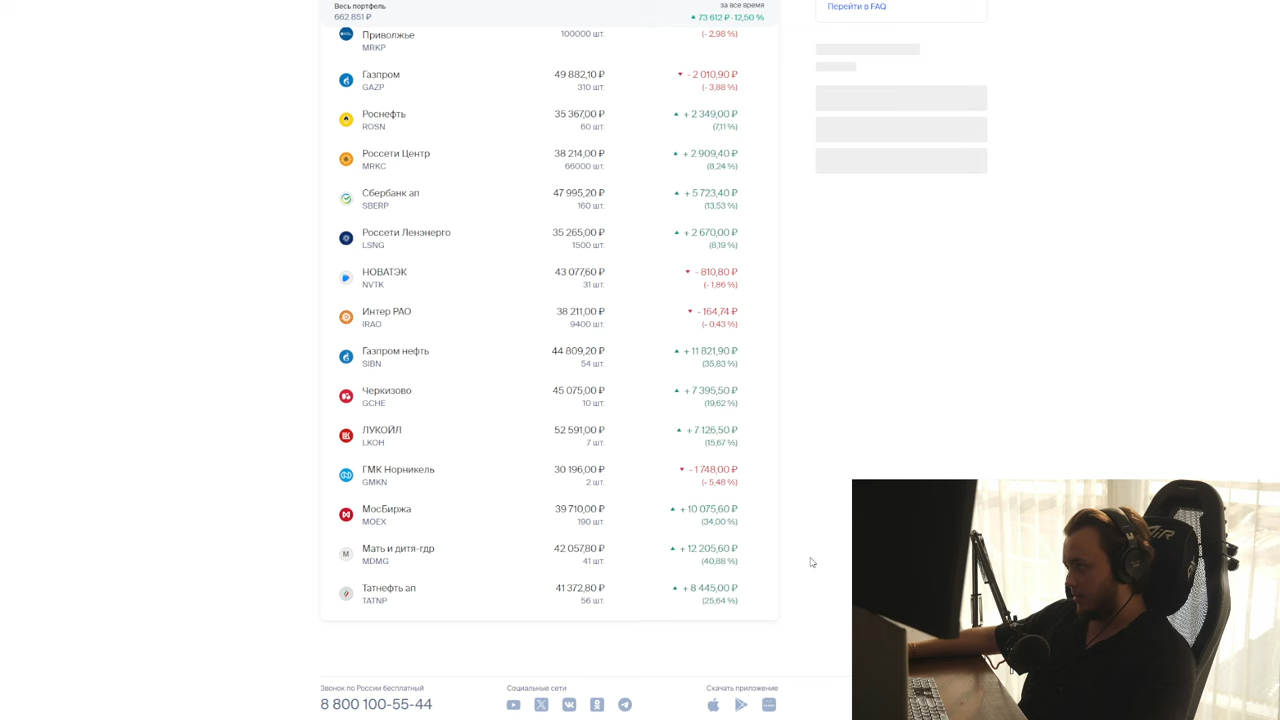 Весь портфель
за все время
662 851 ₽
73 612 ₽ · 12,50 %
Перейти в FAQ
Приволжье
100000 шт.
(- 2,98 %)
MRKP
Газпром
49 882,10 ₽
- 2 010,90 ₽
GAZP
310 шт.
(- 3,88 %)
Роснефть
35 367,00 ₽
+ 2 349,00 ₽
ROSN
60 шт.
(7,11 %)
Россети Центр
38 214,00 ₽
+ 2 909,40 ₽
MRKC
66000 шт.
(8,24 %)
Сбербанк ап
47 995,20 ₽
+ 5 723,40 ₽
SBERP
160 шт.
(13,53 %)
Россети Ленэнерго
35 265,00 ₽
+ 2 670,00 ₽
LSNG
1500 шт.
(8,19 %)
НОВАТЭК
43 077,60 ₽
- 810,80 ₽
NVTK
31 шт.
(- 1,86 %)
Интер РАО
38 211,00 ₽
- 164,74 ₽
IRAO
9400 шт.
(- 0,43 %)
Газпром нефть
44 809,20 ₽
+ 11 821,90 ₽
SIBN
54 шт.
(35,83 %)
Черкизово
45 075,00 ₽
+ 7 395,50 ₽
GCHE
10 шт.
(19,62 %)
ЛУКОЙЛ
52 591,00 ₽
+ 7 126,50 ₽
LKOH
7 шт.
(15,67 %)
ГМК Норникель
30 196,00 ₽
- 1 748,00 ₽
GMKN
2 шт.
(- 5,48 %)
МосБиржа
39 710,00 ₽
+ 10 075,60 ₽
MOEX
190 шт.
(34,00 %)
М
Мать и дитя-гдр
42 057,80 ₽
+ 12 205,60 ₽
MDMG
41 шт.
(40,88 %)
Татнефть ап
41 372,80 ₽
+ 8 445,00 ₽
TATNP
56 шт.
(25,64 %)
Звонок по России бесплатный
Социальные сети
Скачать приложение
8 800 100-55-44
AIR